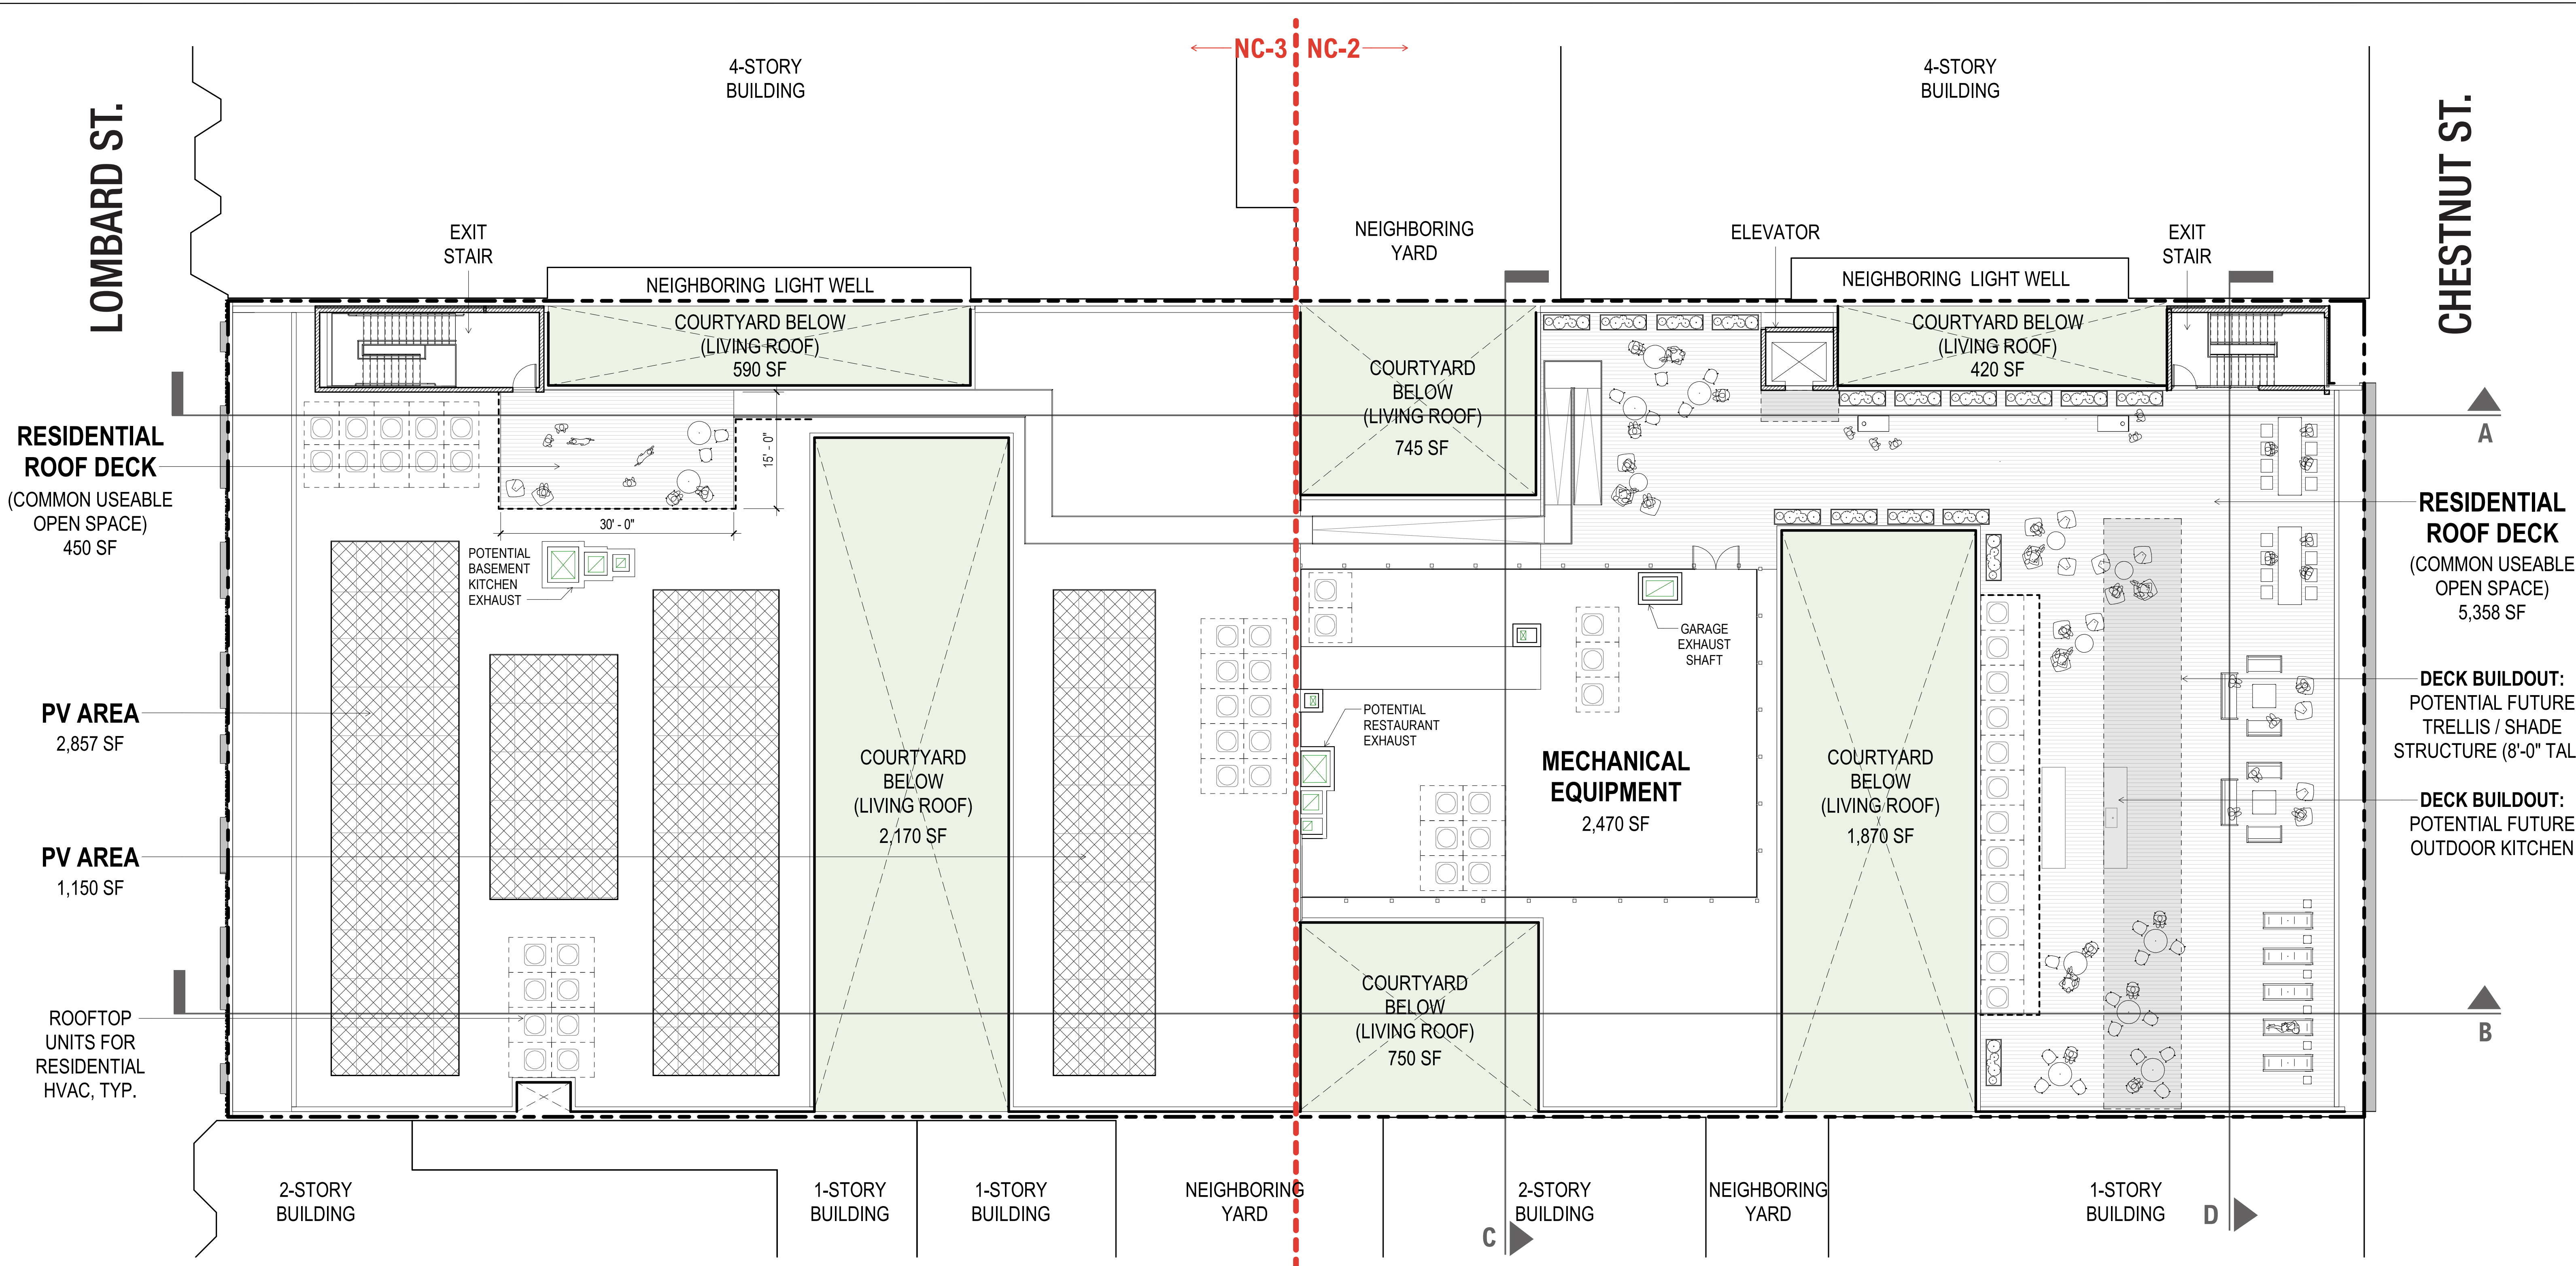 NC-3
NC-2
4-STORY
BUILDING
4-STORY
BUILDING
LOMBARD ST.
CHESTNUT ST.
EXIT
STAIR
NEIGHBORING
YARD
ELEVATOR
EXIT
STAIR
NEIGHBORING LIGHT WELL
NEIGHBORING LIGHT WELL
COURTYARD BELOW
(LIVING ROOF)
590 SF
COURTYARD
BELOW
(LIVING ROOF)
745 SF
COURTYARD BELOW
(LIVING ROOF)
420 SF
A
RESIDENTIAL
ROOF DECK
(COMMON USEABLE
OPEN SPACE)
450 SF
15' - 0"
30' - 0"
RESIDENTIAL
ROOF DECK
(COMMON USEABLE
OPEN SPACE)
5,358 SF
POTENTIAL
BASEMENT
KITCHEN
EXHAUST
GARAGE
EXHAUST
SHAFT
PV AREA
2,857 SF
POTENTIAL
RESTAURANT
EXHAUST
DECK BUILDOUT:
POTENTIAL FUTURE
TRELLIS / SHADE
STRUCTURE (8'-0" TAL
COURTYARD
BELOW
(LIVING ROOF)
2,170 SF
MECHANICAL
EQUIPMENT
2,470 SF
COURTYARD
BELOW
(LIVING ROOF)
1,870 SF
DECK BUILDOUT:
POTENTIAL FUTURE
OUTDOOR KITCHEN
PV AREA
1,150 SF
COURTYARD
BELOW
(LIVING ROOF)
750 SF
ROOFTOP
UNITS FOR
RESIDENTIAL
HVAC, TYP.
B
2-STORY
BUILDING
1-STORY
BUILDING
1-STORY
BUILDING
NEIGHBORING
YARD
2-STORY
BUILDING
NEIGHBORING
YARD
1-STORY
BUILDING
C
D